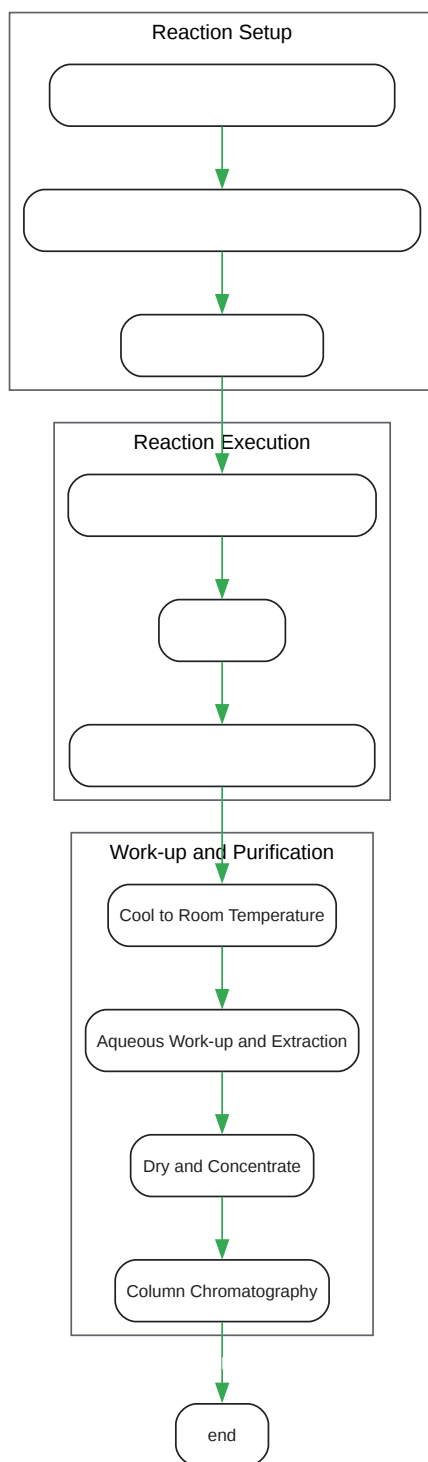 Reaction Setup
Reaction Execution
Work-up and Purification
Cool to Room Temperature
Aqueous Work-up and Extraction
Dry and Concentrate
Column Chromatography
end